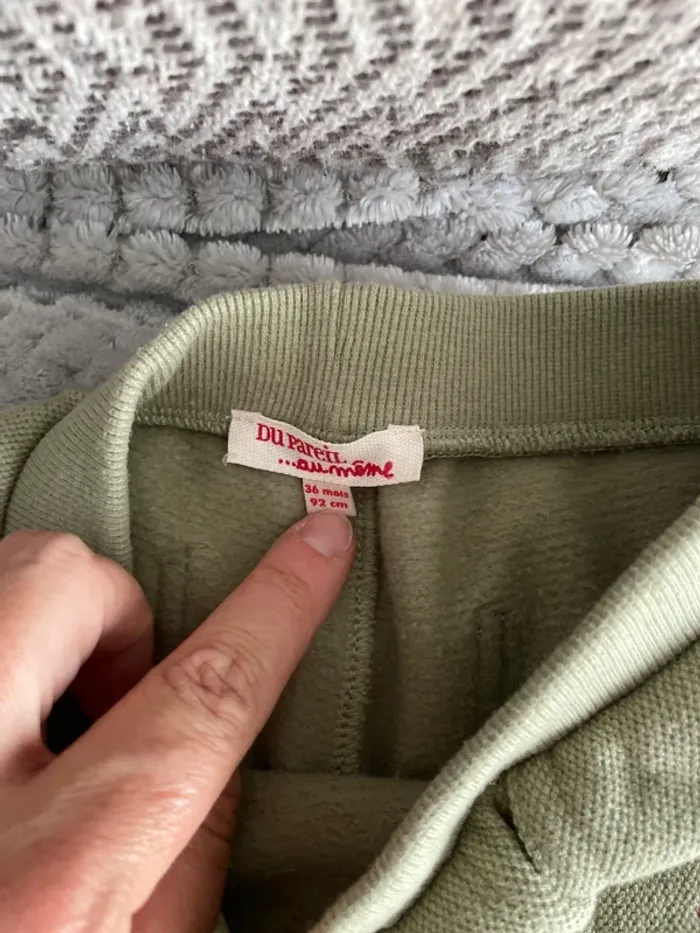 DU PAREIL
...au même
36 mois
92 cm